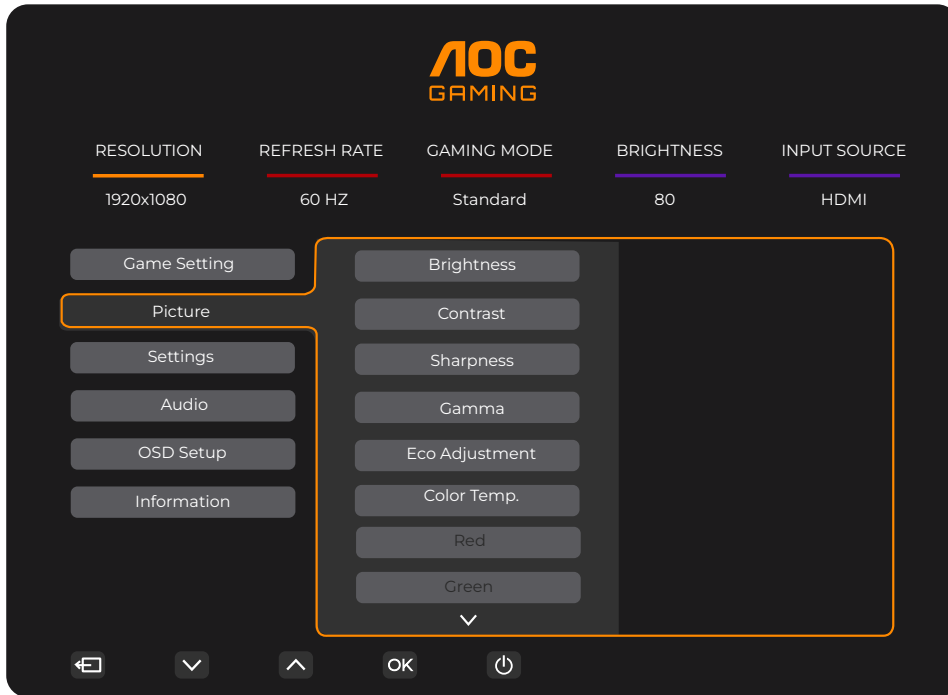 AOC
GAMING
RESOLUTION REFRESH RATE GAMING MODE BRIGHTNESS INPUT SOURCE
1920x1080 60 HZ Standard 80 HDMI
Game Setting
Picture
Settings
Audio
OSD Setup
Information
Brightness
Contrast
Sharpness
Gamma
Eco Adjustment
Color Temp.
Red
Green
OK